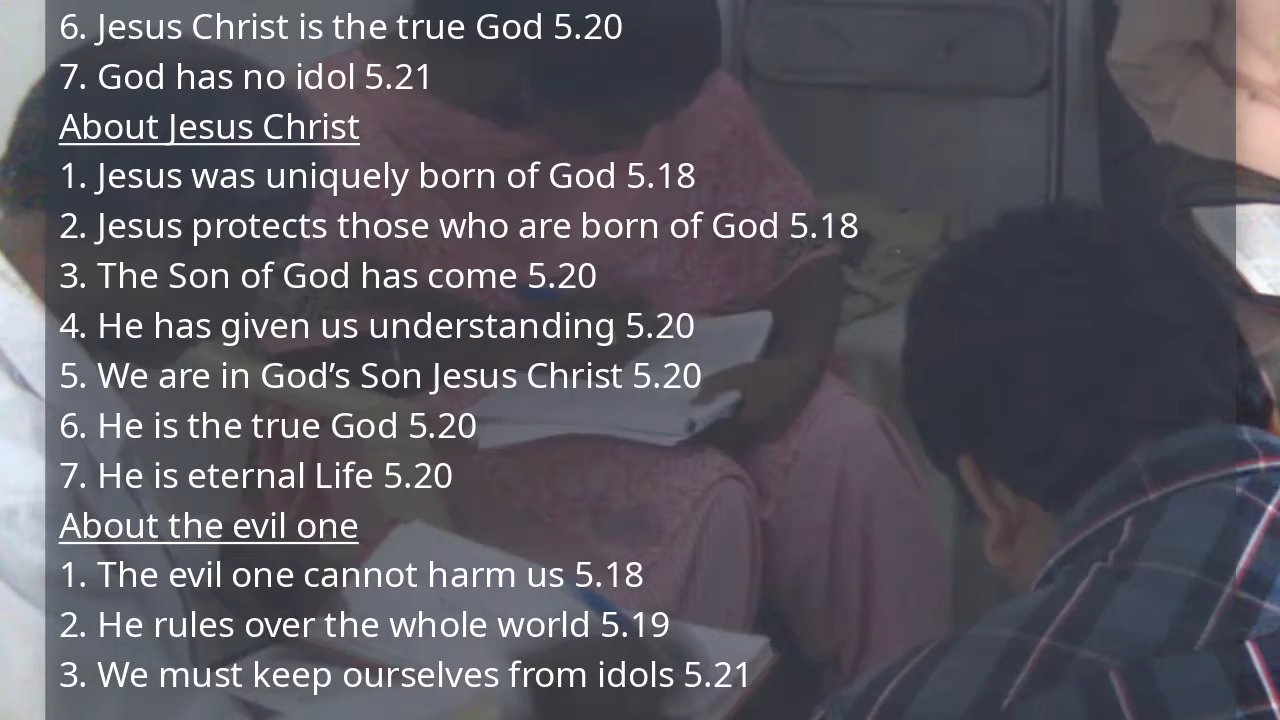 6. Jesus Christ is the true God 5.20
7. God has no idol 5.21
About Jesus Christ
1. Jesus was uniquely born of God 5.18
2. Jesus protects those who are born of God 5.18
3. The Son of God has come 5.20
4. He has given us understanding 5.20
5. We are in God’s Son Jesus Christ 5.20
6. He is the true God 5.20
7. He is eternal Life 5.20
About the evil one
1. The evil one cannot harm us 5.18
2. He rules over the whole world 5.19
3. We must keep ourselves from idols 5.21